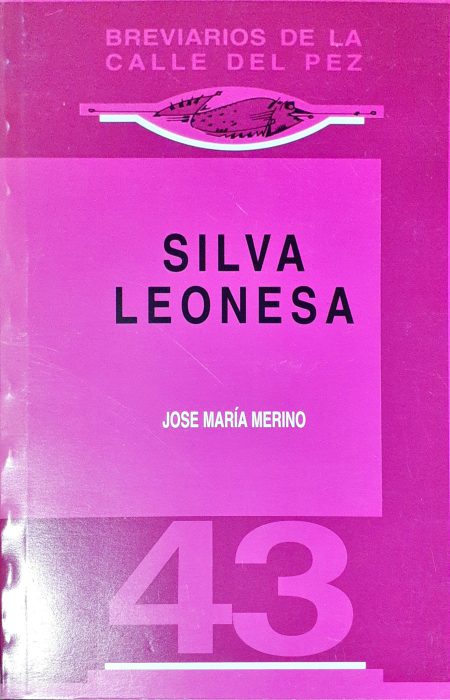 BREVIARIOS DE LA
CALLE DEL PEZ
SILVA
LEONESA
JOSE MARÍA MERINO
43